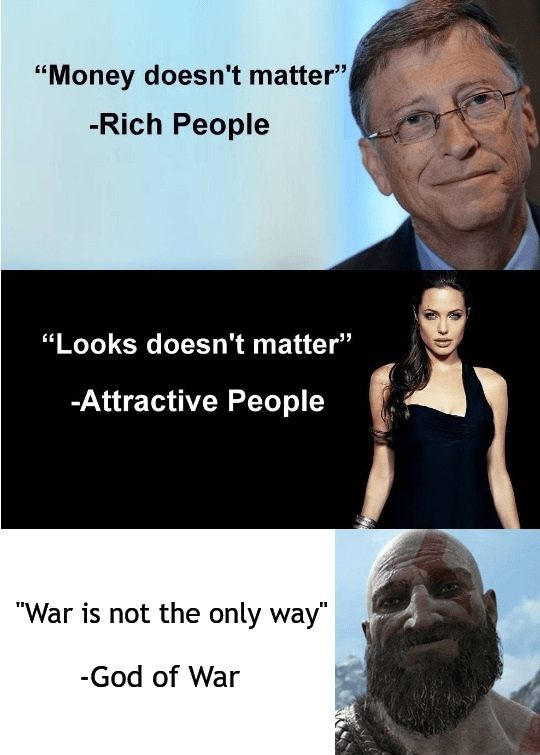 “Money doesn't matter”
-Rich People
“Looks doesn't matter”
-Attractive People
"War is not the only way"
-God of War